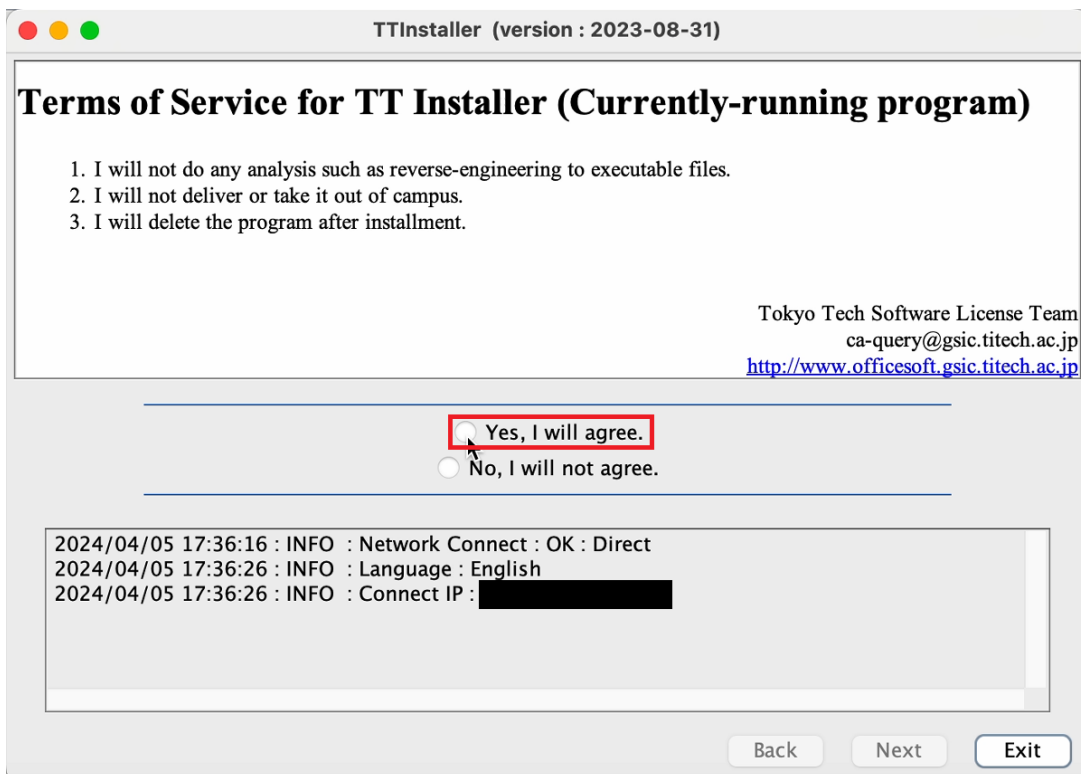 TTInstaller (version : 2023-08-31)
Terms of Service for TT Installer (Currently-running program)
1. I will not do any analysis such as reverse-engineering to executable files.
2. I will not deliver or take it out of campus.
3. I will delete the program after installment.
Tokyo Tech Software License Team
ca-query@gsic.titech.ac.jp
http://www.officesoft.gsic.titech.ac.jp
Yes, I will agree.
No, I will not agree.
2024/04/05 17:36:16 : INFO : Network Connect : OK : Direct
2024/04/05 17:36:26 : INFO : Language : English
2024/04/05 17:36:26 : INFO : Connect IP :
Back
Next
Exit